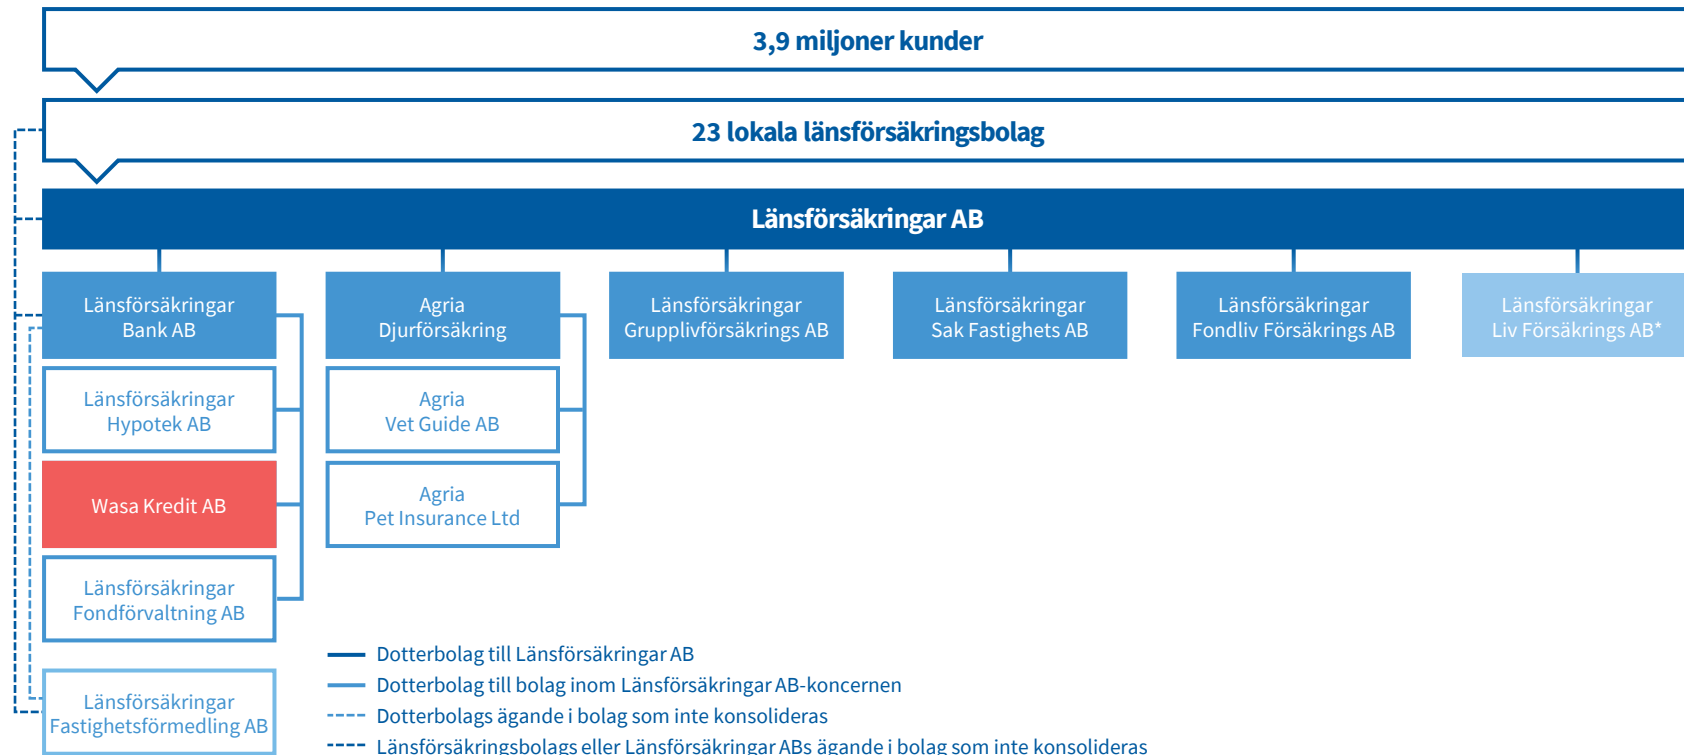 3,9 miljoner kunder
23 lokala länsförsäkringsbolag
Länsförsäkringar AB
Länsförsäkringar
Bank AB
Agria
Djurförsäkring
Länsförsäkringar
Grupplivförsäkrings AB
Länsförsäkringar
Sak Fastighets AB
Länsförsäkringar
Fondliv Försäkrings AB
Länsförsäkringar
Liv Försäkrings AB*
Länsförsäkringar
Hypotek AB
Agria
Vet Guide AB
Wasa Kredit AB
Agria
Pet Insurance Ltd
Länsförsäkringar
Fondförvaltning AB
Länsförsäkringar
Fastighetsförmedling AB
Dotterbolag till Länsförsäkringar AB
Dotterbolag till bolag inom Länsförsäkringar AB-koncernen
Dotterbolags ägande i bolag som inte konsolideras
Länsförsäkringsbolags eller Länsförsäkringar ABs ägande i bolag som inte konsolideras